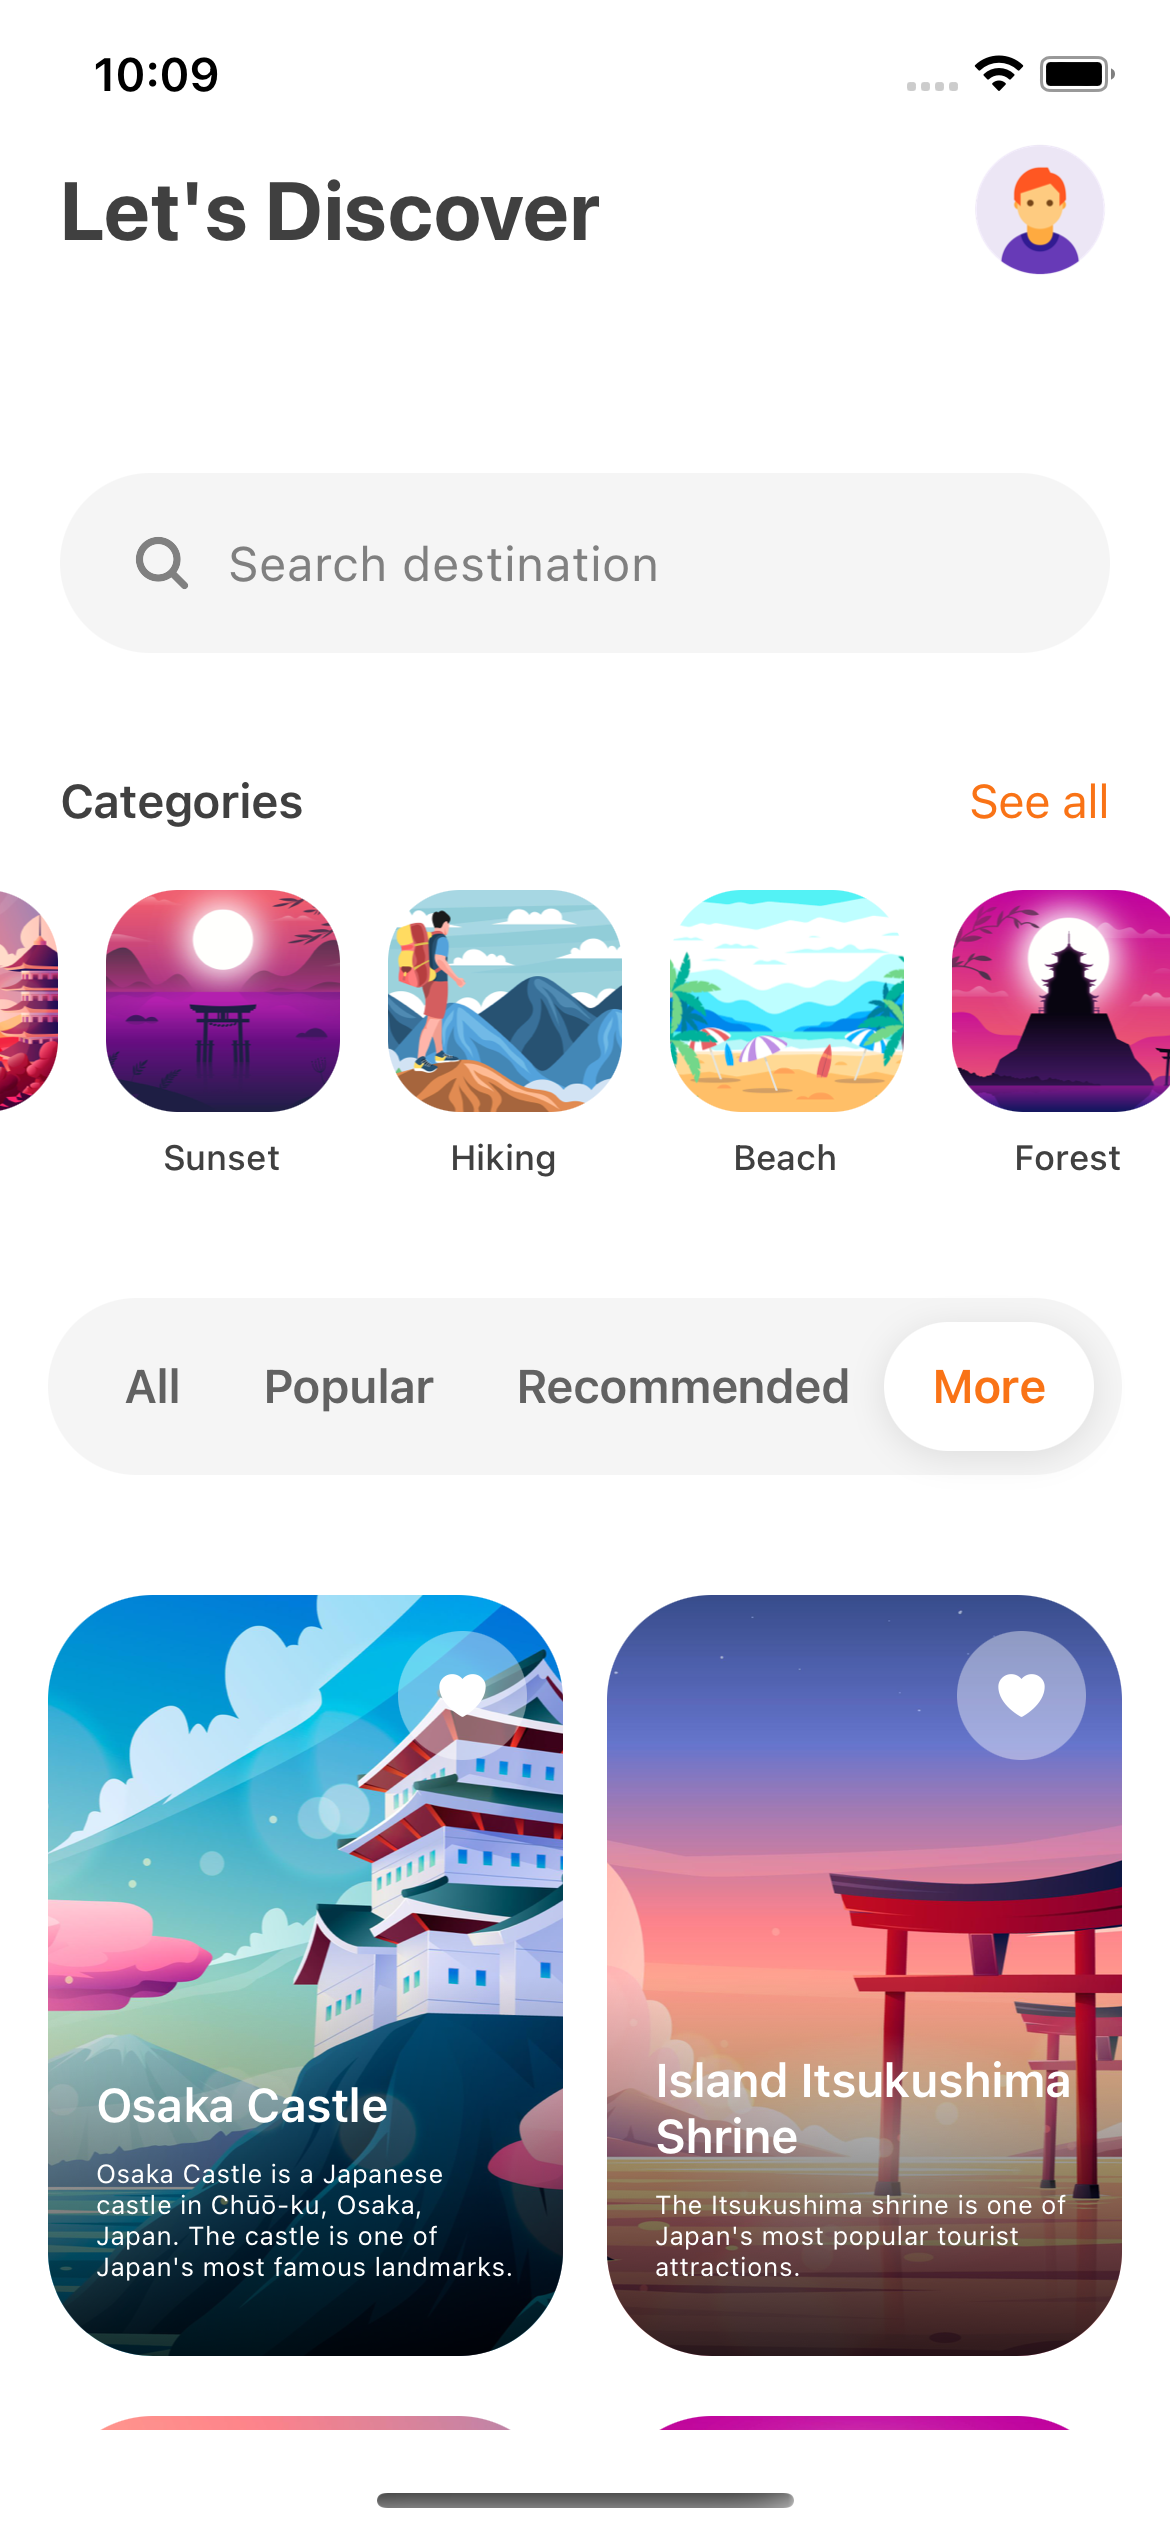 10:09
Let's Discover
Search destination
Categories
See all
Sunset
Hiking
Beach
Forest
All
Popular
Recommended
More
Osaka Castle
Osaka Castle is a Japanese
castle in Chūō-ku, Osaka,
Japan. The castle is one of
Japan's most famous landmarks.
Island Itsukushima
Shrine
The Itsukushima shrine is one of
Japan's most popular tourist
attractions.